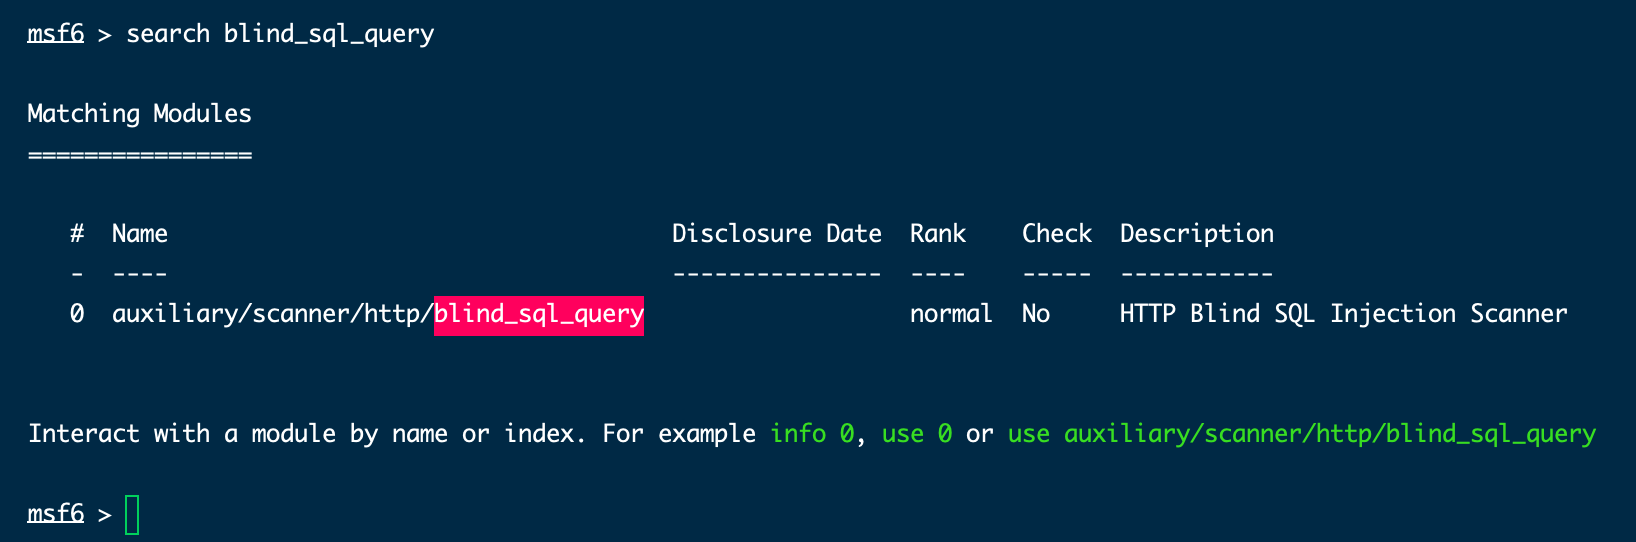 msf6 > search blind_sql_query
Matching Modules
================
# Name Disclosure Date Rank Check Description
- ---- --------------- ---- ----- -----------
0 auxiliary/scanner/http/blind_sql_query normal No HTTP Blind SQL Injection Scanner
Interact with a module by name or index. For example info 0, use 0 or use auxiliary/scanner/http/blind_sql_query
msf6 >